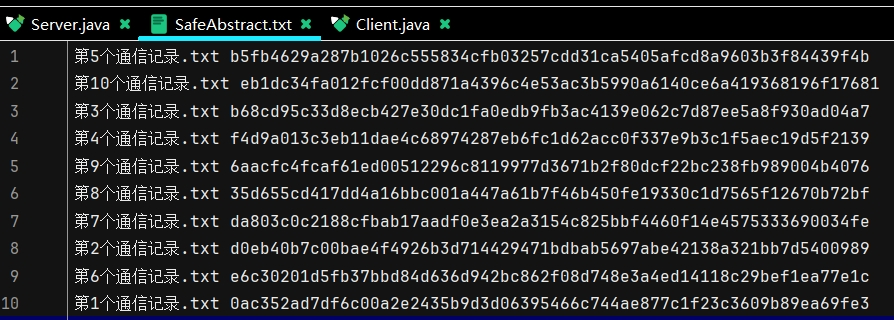 Server.java SafeAbstract.txt Client.java
1 第5个通信记录.txt b5fb4629a287b1026c555834cfb03257cdd31ca5405afcd8a9603b3f84439f4b
2 第10个通信记录.txt eb1dc34fa012fcf00dd871a4396c4e53ac3b5990a6140ce6a419368196f17681
3 第3个通信记录.txt b68cd95c33d8ecb427e30dc1fa0edb9fb3ac4139e062c7d87ee5a8f930ad04a7
4 第4个通信记录.txt f4d9a013c3eb11dae4c68974287eb6fc1d62acc0f337e9b3c1f5aec19d5f2139
5 第9个通信记录.txt 6aacfc4fcaf61ed00512296c8119977d3671b2f80dcf22bc238fb989004b4076
6 第8个通信记录.txt 35d655cd417dd4a16bbc001a447a61b7f46b450fe19330c1d7565f12670b72bf
7 第7个通信记录.txt da803c0c2188cfbab17aadf0e3ea2a3154c825bbf4460f14e4575333690034fe
8 第2个通信记录.txt d0eb40b7c00bae4f4926b3d714429471bdbab5697abe42138a321bb7d5400989
9 第6个通信记录.txt e6c30201d5fb37bbd84d636d942bc862f08d748e3a4ed14118c29bef1ea77e1c
10 第1个通信记录.txt 0ac352ad7df6c00a2e2435b9d3d06395466c744ae877c1f23c3609b89ea69fe3